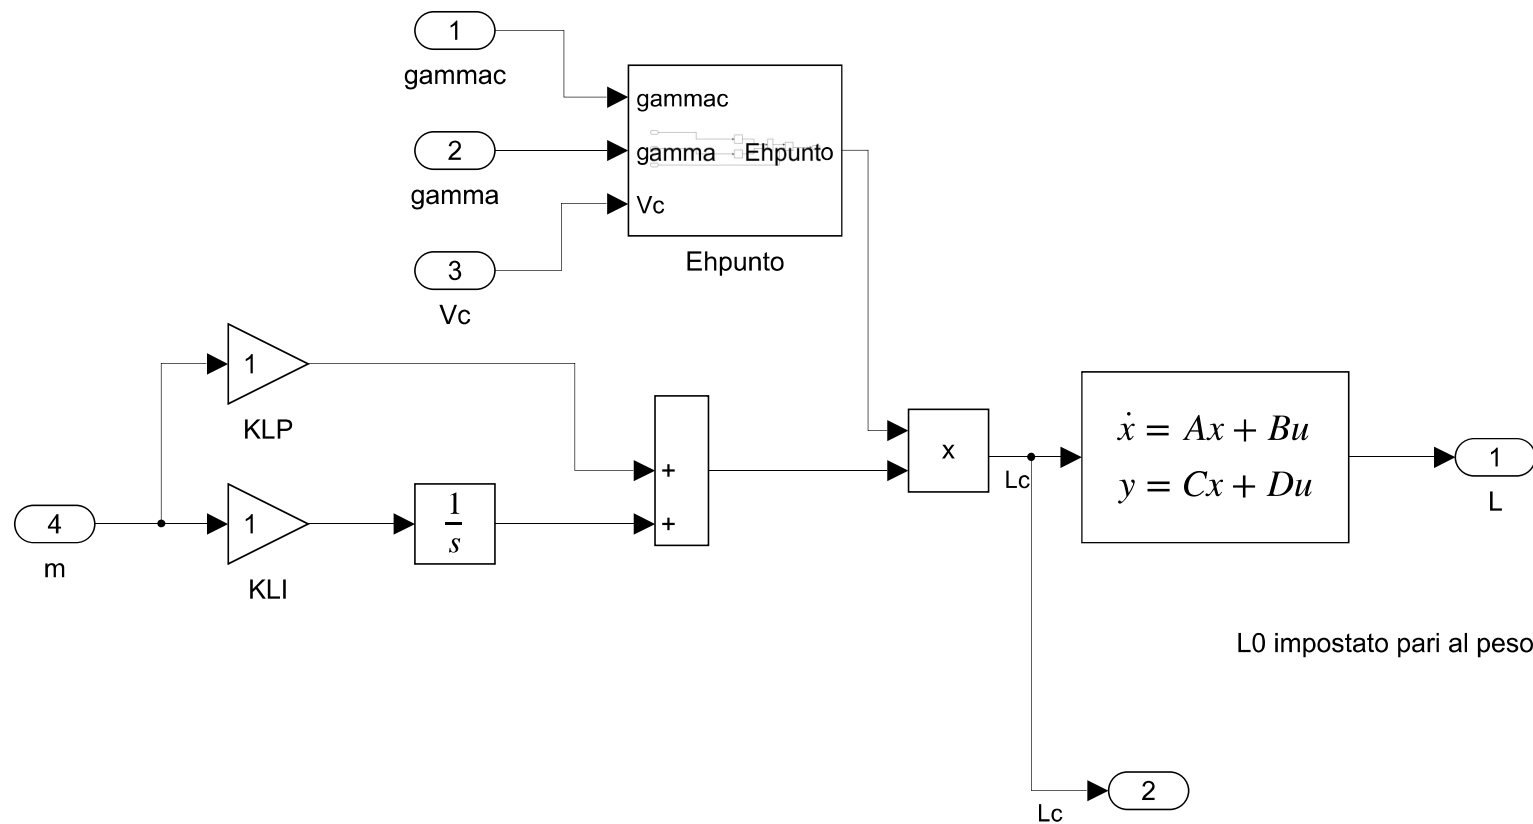 1
gammac
gammac
2
gamma
gamma
Ehpunto
Vc
3
Vc
Ehpunto
1
KLP
+
x
Lc
ẋ = Ax + Bu
y = Cx + Du
1
L
4
m
1
KLI
1
s
+
L0 impostato pari al peso
Lc
2